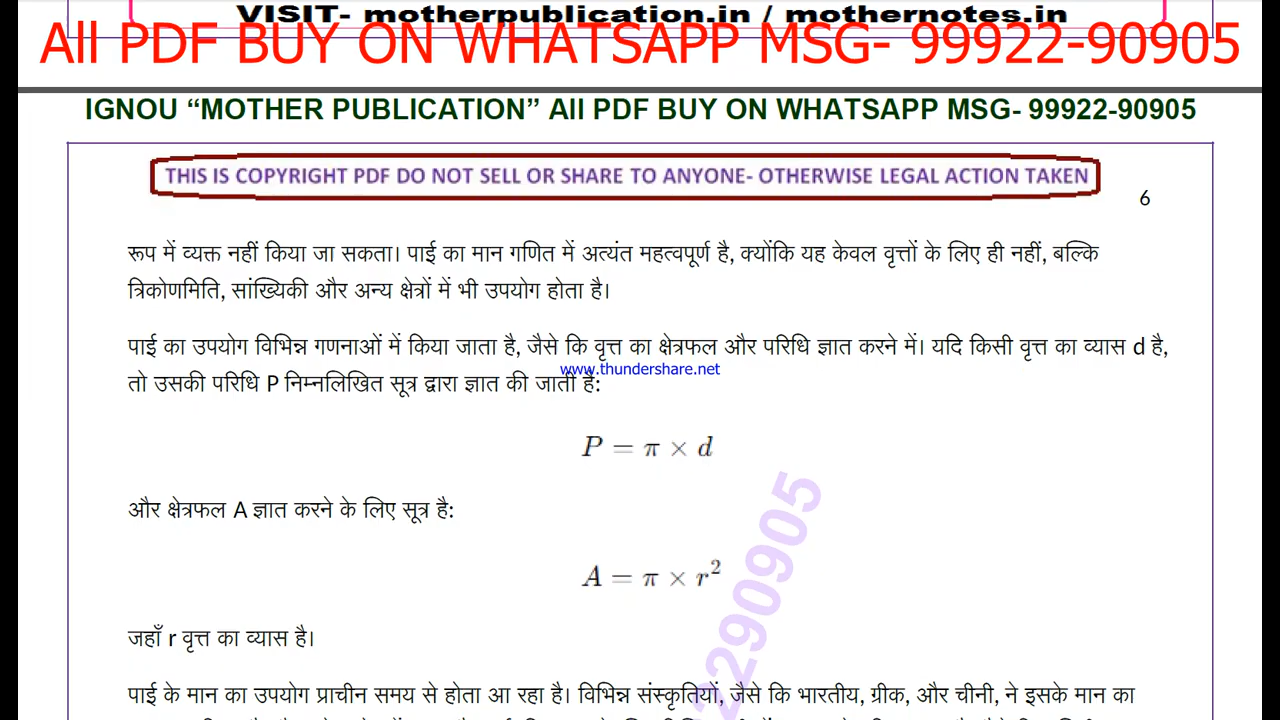 VISIT- motherpublication.in / mothernotes.in
All PDF BUY ON WHATSAPP MSG- 99922-90905
IGNOU “MOTHER PUBLICATION” All PDF BUY ON WHATSAPP MSG- 99922-90905
THIS IS COPYRIGHT PDF DO NOT SELL OR SHARE TO ANYONE- OTHERWISE LEGAL ACTION TAKEN
6
रूप में व्यक्त नहीं किया जा सकता। पाई का मान गणित में अत्यंत महत्वपूर्ण है, क्योंकि यह केवल वृत्तों के लिए ही नहीं, बल्कि
त्रिकोणमिति, सांख्यिकी और अन्य क्षेत्रों में भी उपयोग होता है।
पाई का उपयोग विभिन्न गणनाओं में किया जाता है, जैसे कि वृत्त का क्षेत्रफल और परिधि ज्ञात करने में। यदि किसी वृत्त का व्यास d है,
www.thundershare.net
तो उसकी परिधि P निम्नलिखित सूत्र द्वारा ज्ञात की जाती है:
P = π × d
और क्षेत्रफल A ज्ञात करने के लिए सूत्र है:
A = π × r²
जहाँ r वृत्त का व्यास है।
2290905
पाई के मान का उपयोग प्राचीन समय से होता आ रहा है। विभिन्न संस्कृतियों, जैसे कि भारतीय, ग्रीक, और चीनी, ने इसके मान का